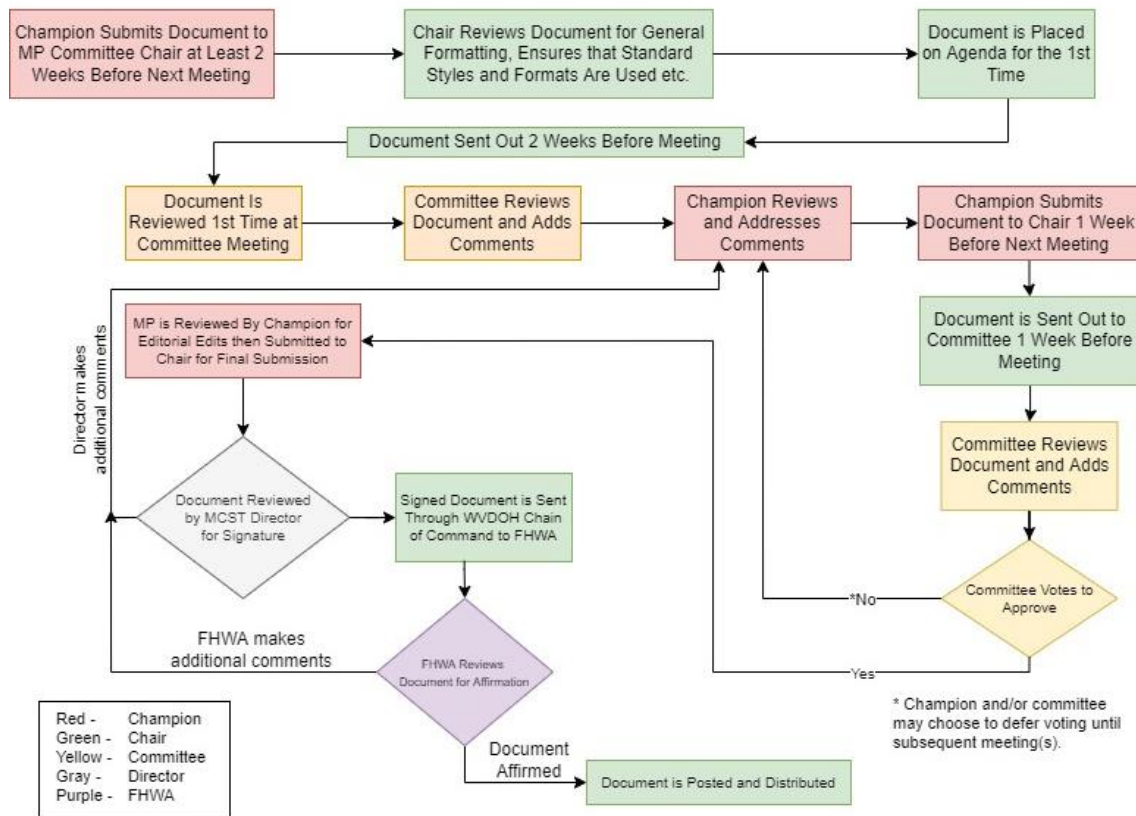 Champion Submits Document to
MP Committee Chair at Least 2
Weeks Before Next Meeting
Chair Reviews Document for General
Formatting, Ensures that Standard
Styles and Formats Are Used etc.
Document is Placed
on Agenda for the 1st
Time
Document Sent Out 2 Weeks Before Meeting
Document Is
Reviewed 1st Time at
Committee Meeting
Committee Reviews
Document and Adds
Comments
Champion Reviews
and Addresses
Comments
Champion Submits
Document to Chair 1 Week
Before Next Meeting
Document is Sent Out to
Committee 1 Week Before
Meeting
Committee Reviews
Document and Adds
Comments
Committee Votes to
Approve
*No
Yes
* Champion and/or committee
may choose to defer voting until
subsequent meeting(s).
MP is Reviewed By Champion for
Editorial Edits then Submitted to
Chair for Final Submission
Document Reviewed
by MCST Director
for Signature
Director makes
additional comments
Signed Document is Sent
Through WVDOH Chain
of Command to FHWA
FHWA Reviews
Document for Affirmation
FHWA makes
additional comments
Document
Affirmed
Document is Posted and Distributed
Red - Champion
Green - Chair
Yellow - Committee
Gray - Director
Purple - FHWA